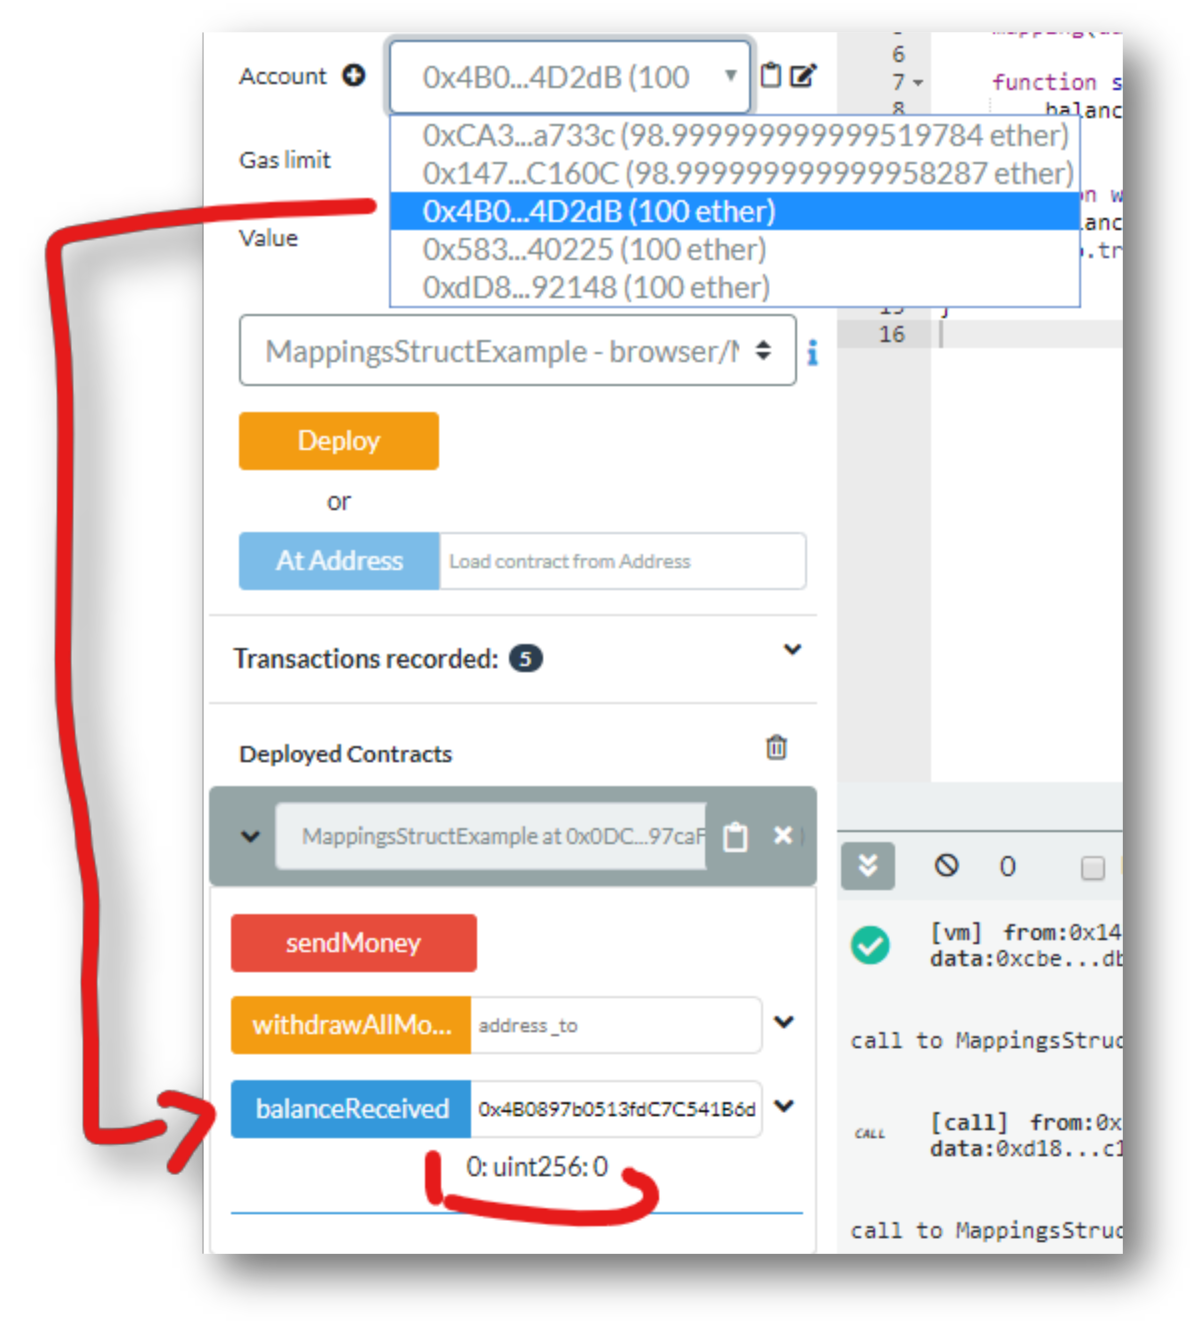 Account
0x4B0...4D2dB (100
0xCA3...a733c (98.999999999999519784 ether)
0x147...C160C (98.999999999999958287 ether)
0x4B0...4D2dB (100 ether)
0x583...40225 (100 ether)
0xdD8...92148 (100 ether)
Gas limit
Value
MappingsStructExample - browser/
i
Deploy
or
At Address
Load contract from Address
Transactions recorded: 5
Deployed Contracts
MappingsStructExample at 0x0DC...97caF
sendMoney
withdrawAllMo...
address _to
balanceReceived
0x4B0897b0513fdC7C541B6d
0: uint256: 0
6
7
function s
8
balanc
n w
anc
.tr
16
0
[vm] from:0x14
data:0xcbe...db
call to MappingsStruc
CALL
[call] from:0x
data:0xd18...c1
call to MappingsStruc